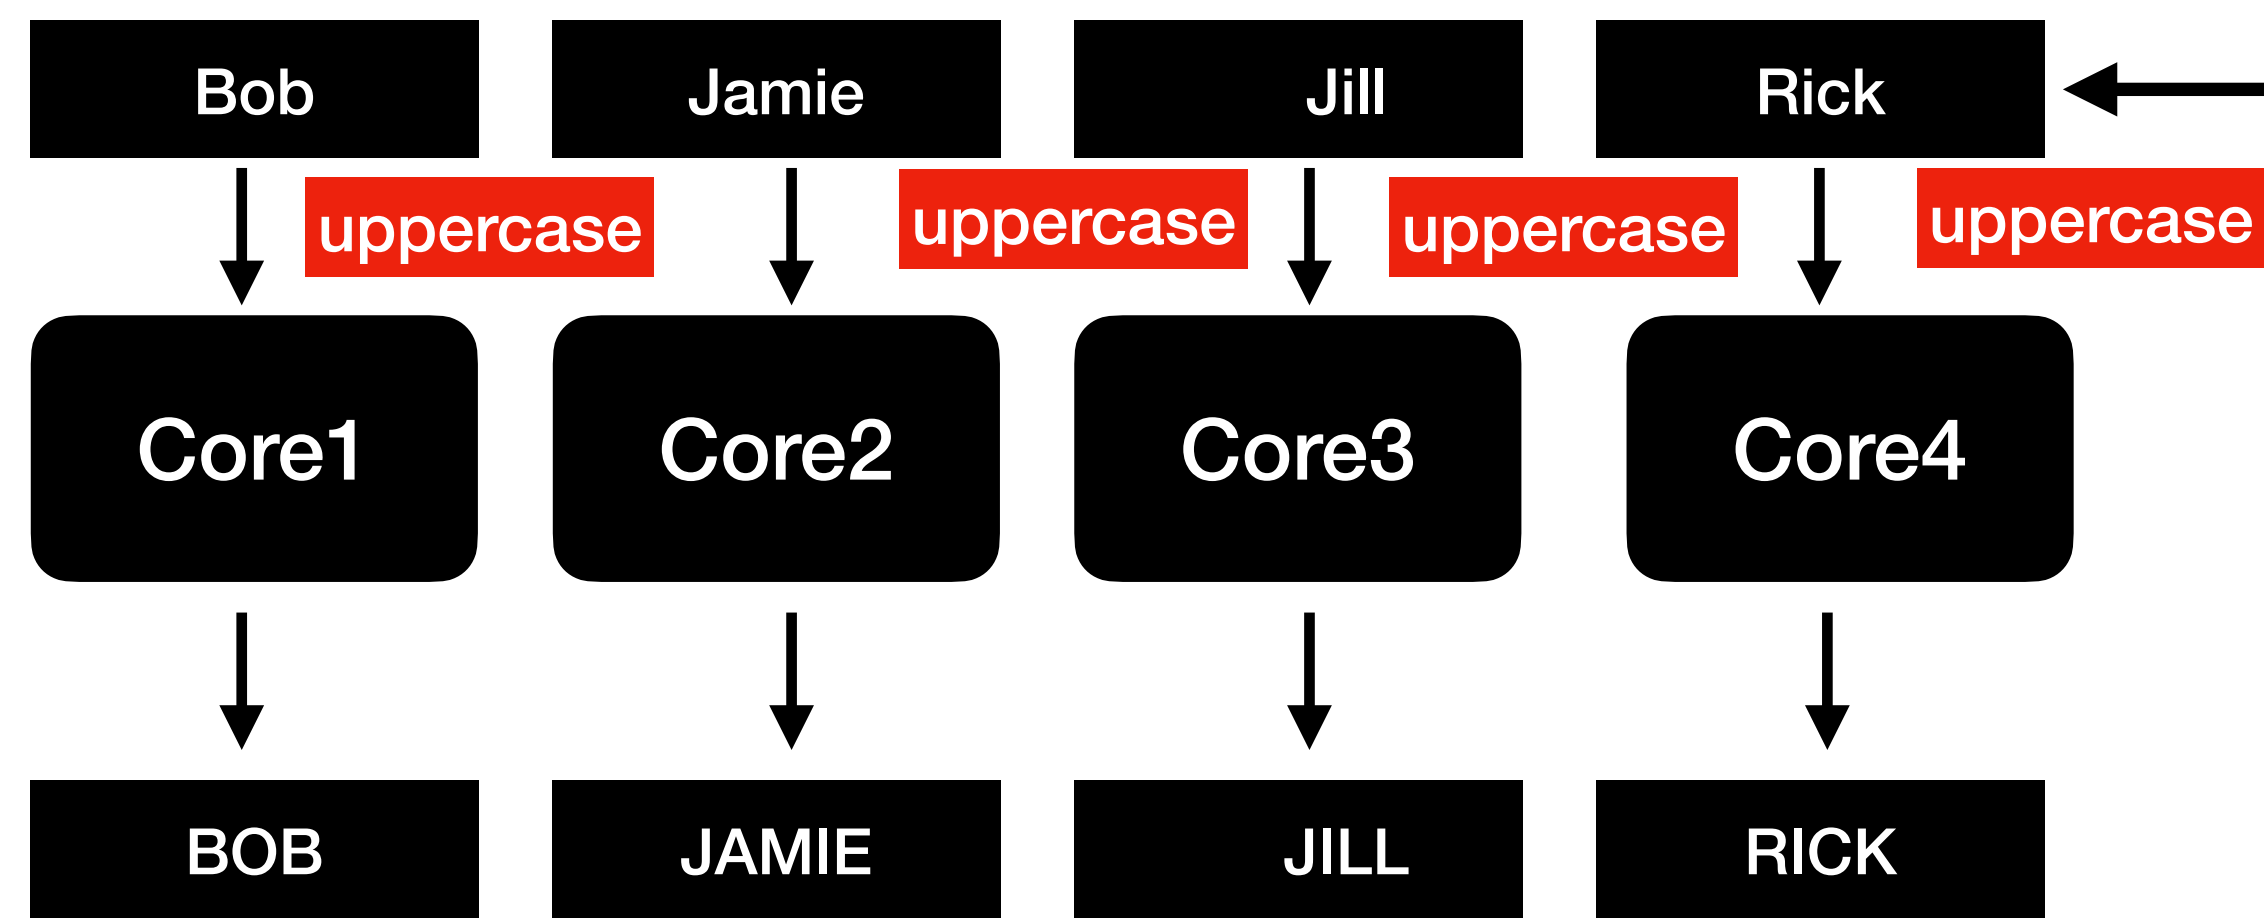 Bob
Jamie
Jill
Rick
uppercase
uppercase
uppercase
uppercase
Core1
Core2
Core3
Core4
BOB
JAMIE
JILL
RICK